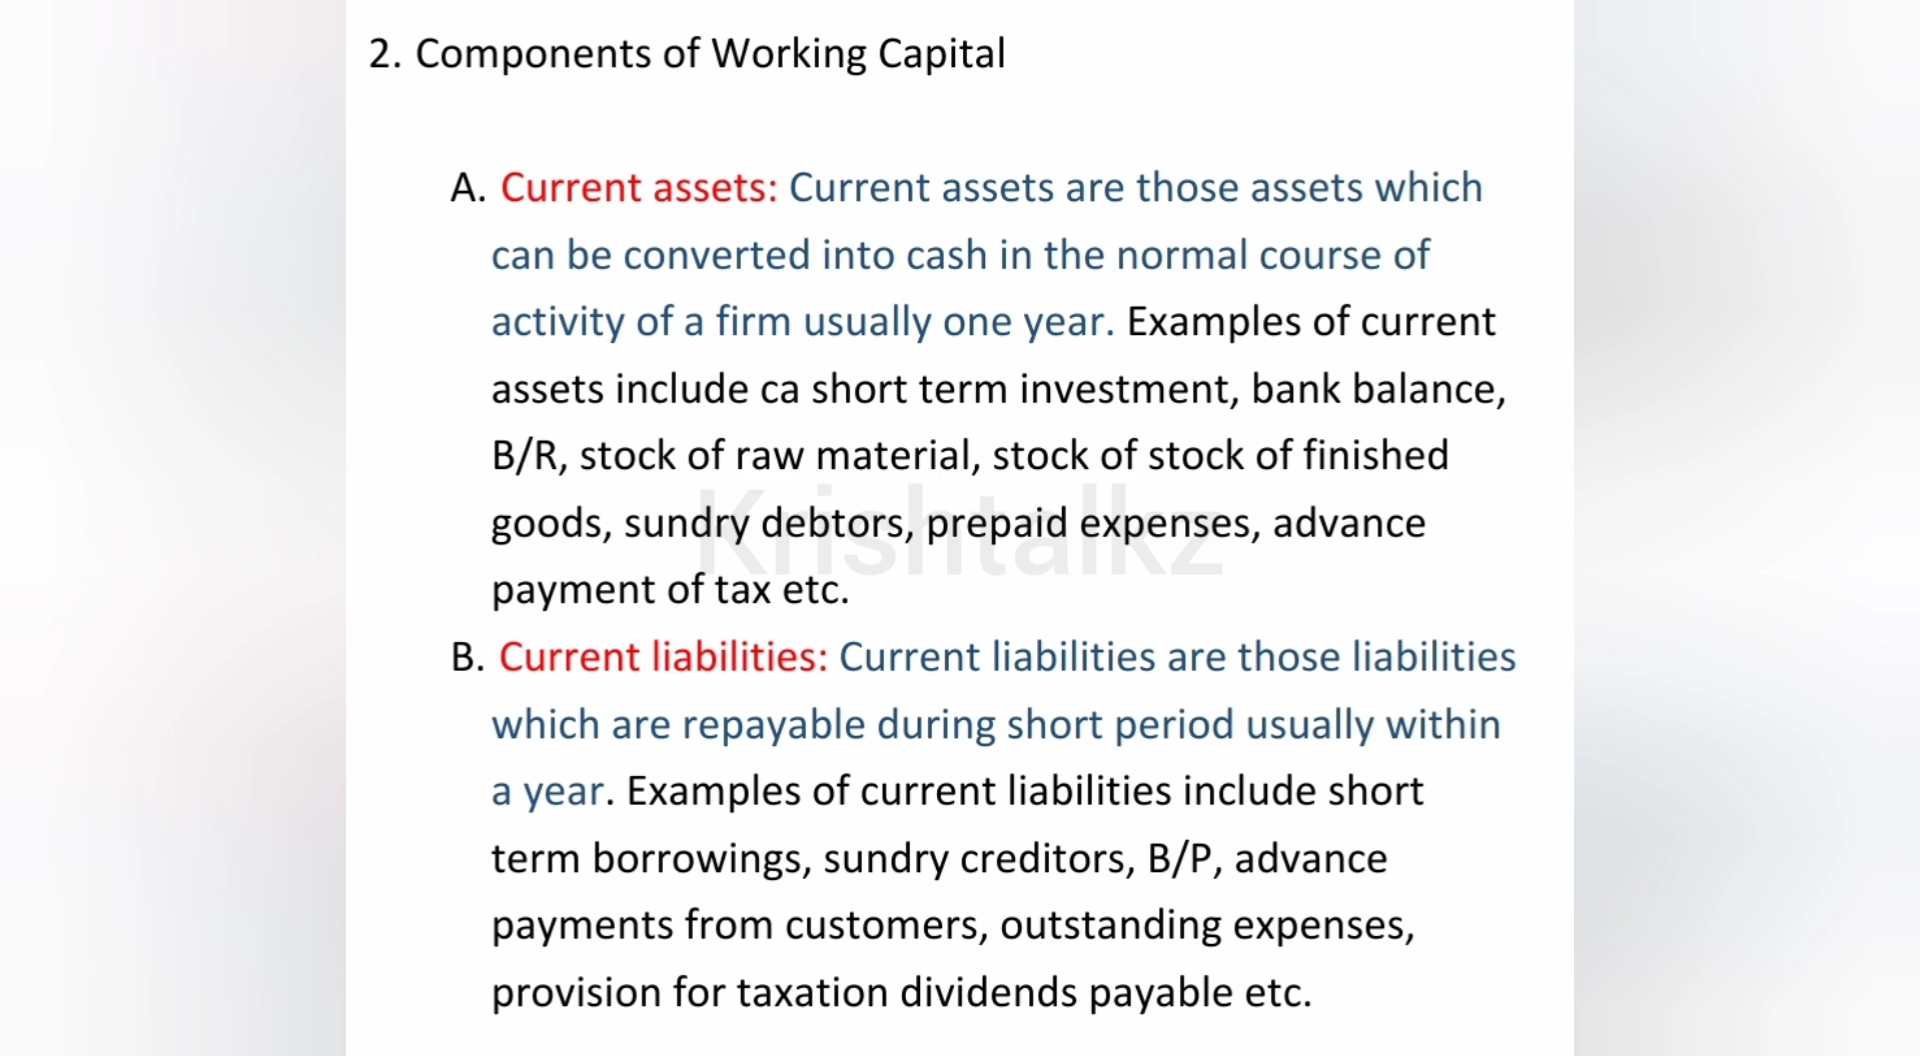 2. Components of Working Capital
A. Current assets: Current assets are those assets which
can be converted into cash in the normal course of
activity of a firm usually one year. Examples of current
assets include ca short term investment, bank balance,
B/R, stock of raw material, stock of stock of finished
goods, sundry debtors, prepaid expenses, advance
Krishtalkz
payment of tax etc.
B. Current liabilities: Current liabilities are those liabilities
which are repayable during short period usually within
a year. Examples of current liabilities include short
term borrowings, sundry creditors, B/P, advance
payments from customers, outstanding expenses,
provision for taxation dividends payable etc.